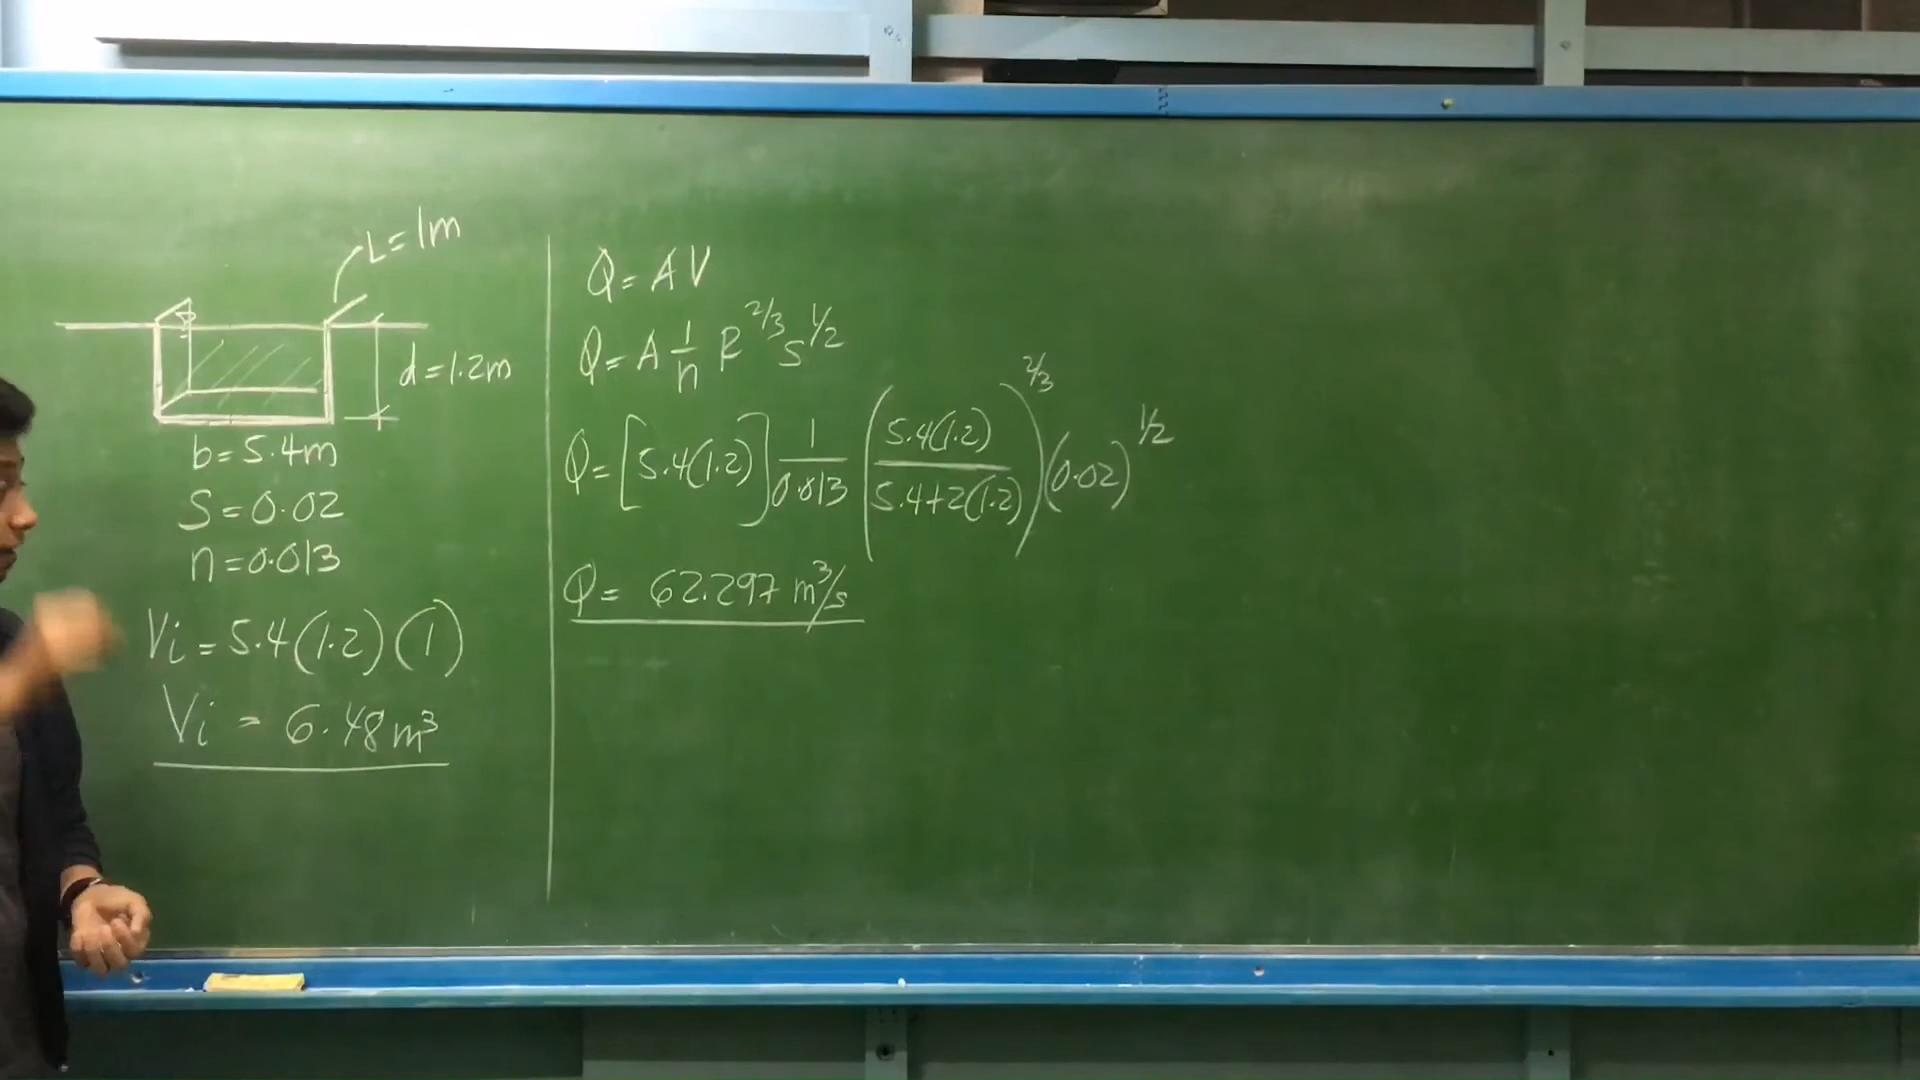 L=1m
d=1.2m
b=5.4m
S=0.02
n=0.013
Vi=5.4(1.2)(1)
Vi=6.48m³
Q=AV
Q=A 1/n R^2/3 S^1/2
Q=[5.4(1.2)] 1/0.013 (5.4(1.2)/5.4+2(1.2))^2/3 (0.02)^1/2
Q=62.297 m³/s